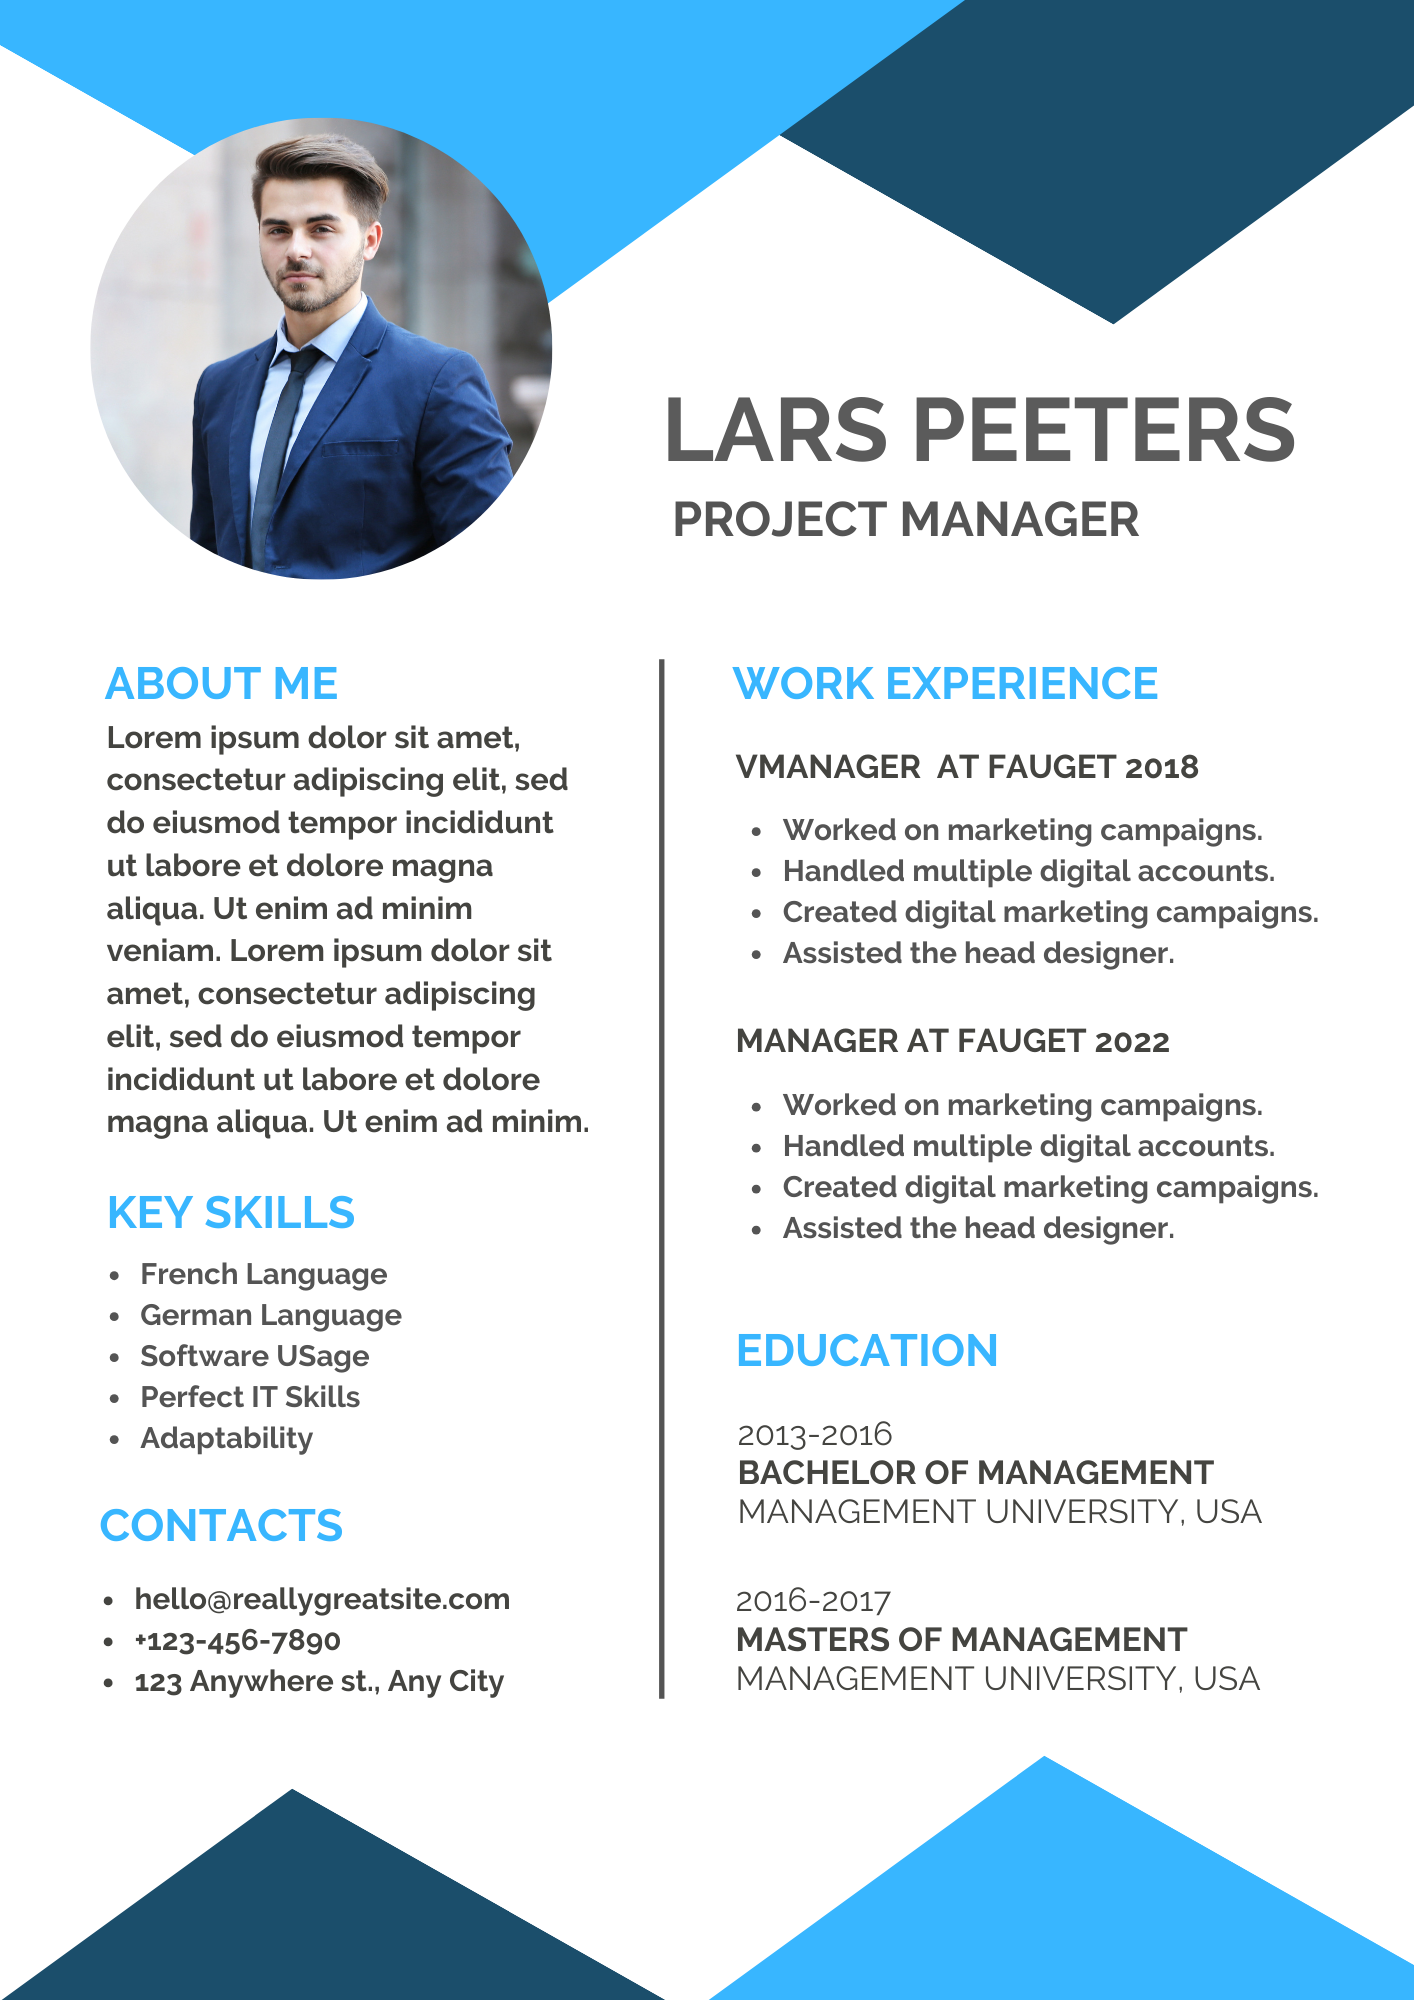 LARS PEETERS
PROJECT MANAGER
ABOUT ME
Lorem ipsum dolor sit amet,
consectetur adipiscing elit, sed
do eiusmod tempor incididunt
ut labore et dolore magna
aliqua. Ut enim ad minim
veniam. Lorem ipsum dolor sit
amet, consectetur adipiscing
elit, sed do eiusmod tempor
incididunt ut labore et dolore
magna aliqua. Ut enim ad minim.
KEY SKILLS
• French Language
• German Language
• Software USage
• Perfect IT Skills
• Adaptability
CONTACTS
• hello@reallygreatsite.com
• +123-456-7890
• 123 Anywhere st., Any City
WORK EXPERIENCE
VMANAGER  AT FAUGET 2018
• Worked on marketing campaigns.
• Handled multiple digital accounts.
• Created digital marketing campaigns.
• Assisted the head designer.
MANAGER AT FAUGET 2022
• Worked on marketing campaigns.
• Handled multiple digital accounts.
• Created digital marketing campaigns.
• Assisted the head designer.
EDUCATION
2013-2016
BACHELOR OF MANAGEMENT
MANAGEMENT UNIVERSITY, USA
2016-2017
MASTERS OF MANAGEMENT
MANAGEMENT UNIVERSITY, USA